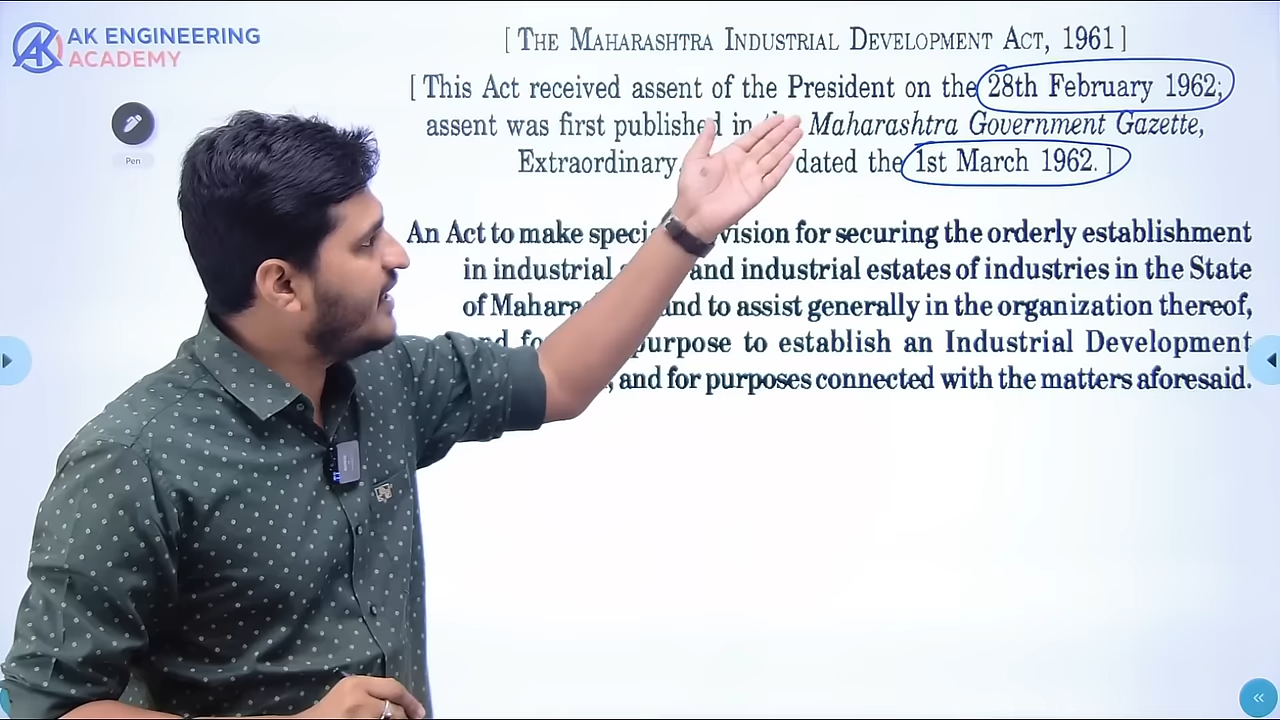 AK ENGINEERING
ACADEMY
[ THE MAHARASHTRA INDUSTRIAL DEVELOPMENT ACT, 1961 ]
[ This Act received assent of the President on the 28th February 1962;
assent was first published in Maharashtra Government Gazette,
Extraordinary, dated the 1st March 1962. ]
Pen
An Act to make for securing the orderly establishment
in industrial and industrial estates of industries in the State
of and to assist generally in the organization thereof,
purpose to establish an Industrial Development
and for purposes connected with the matters aforesaid.